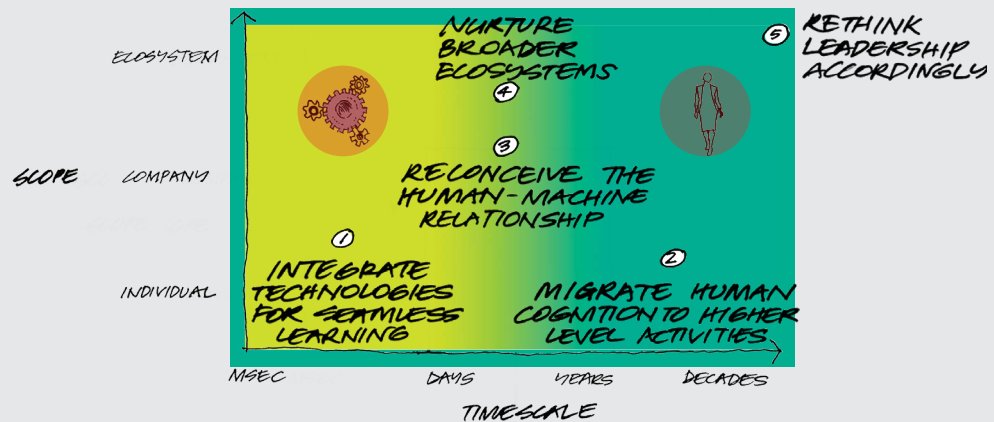 NURTURE
BROADER
ECOSYSTEMS
4
5
RETHINK
LEADERSHIP
ACCORDINGLY
ECOSYSTEM
SCOPE
COMPANY
INDIVIDUAL
3
RECONCEIVE THE
HUMAN-MACHINE
RELATIONSHIP
1
INTEGRATE
TECHNOLOGIES
FOR SEAMLESS
LEARNING
2
MIGRATE HUMAN
COGNITION TO HIGHER
LEVEL ACTIVITIES
MSEC
DAYS
YEARS
DECADES
TIMESCALE